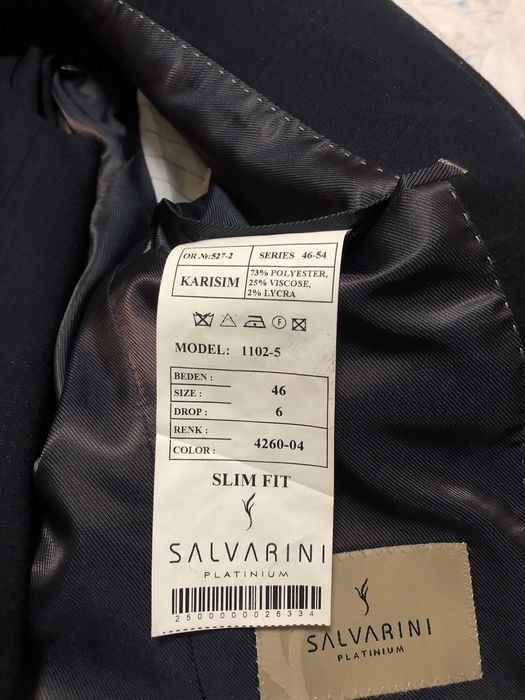 OR №:527-2 SERIES 46-54
KARISIM 73% POLYESTER,
25% VISCOSE,
2% LYCRA
F
MODEL: 1102-5
BEDEN :
SIZE : 46
DROP : 6
RENK :
COLOR : 4260-04
SLIM FIT
SALVARINI
PLATINIUM
2500000026334
SALVARINI
PLATINIUM